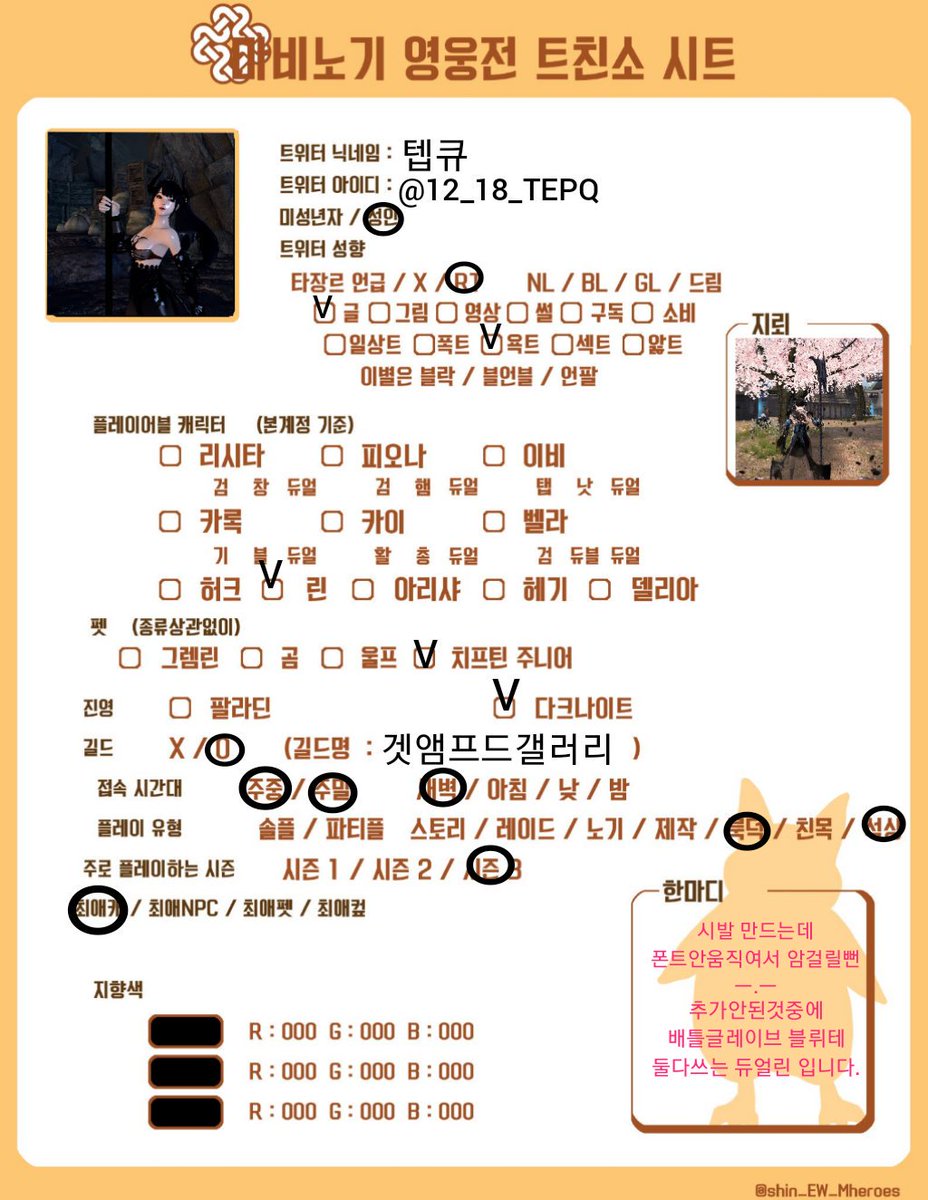 마비노기 영웅전 트친소 시트
트위터 닉네임 : 텝큐
트위터 아이디 : @12_18_TEPQ
미성년자 / 성인
트위터 성향
타장르 언급 / X / RT NL / BL / GL / 드림
V 글 그림 영상 썰 구독 소비
일상트 폭트 V 욕트 섹트 앓트
이별은 블락 / 블언블 / 언팔
지뢰
플레이어블 캐릭터 (본계정 기준)
리시타 피오나 이비
검 창 듀얼 검 햄 듀얼 탭 낫 듀얼
카록 카이 벨라
기 블 듀얼 활 총 듀얼 검 듀블 듀얼
허크 V 린 아리샤 헤기 델리아
펫 (종류상관없이)
그렘린 곰 울프 V 치프틴 주니어
진영 팔라딘 V 다크나이트
길드 X / O (길드명 : 겟앰프드갤러리 )
접속 시간대 주중 / 주말 새벽 / 아침 / 낮 / 밤
플레이 유형 솔플 / 파티플 스토리 / 레이드 / 노기 / 제작 / 룩덕 / 친목 / 석상
주로 플레이하는 시즌 시즌 1 / 시즌 2 / 시즌 3
최애캐 / 최애NPC / 최애펫 / 최애컾
한마디
시발 만드는데
폰트안움직여서 암걸릴뻔
ㅡ.ㅡ
추가안된것중에
배틀글레이브 블뤼테
둘다쓰는 듀얼린 입니다.
지향색
R : 000 G : 000 B : 000
R : 000 G : 000 B : 000
R : 000 G : 000 B : 000
@shin_EW_Mheroes